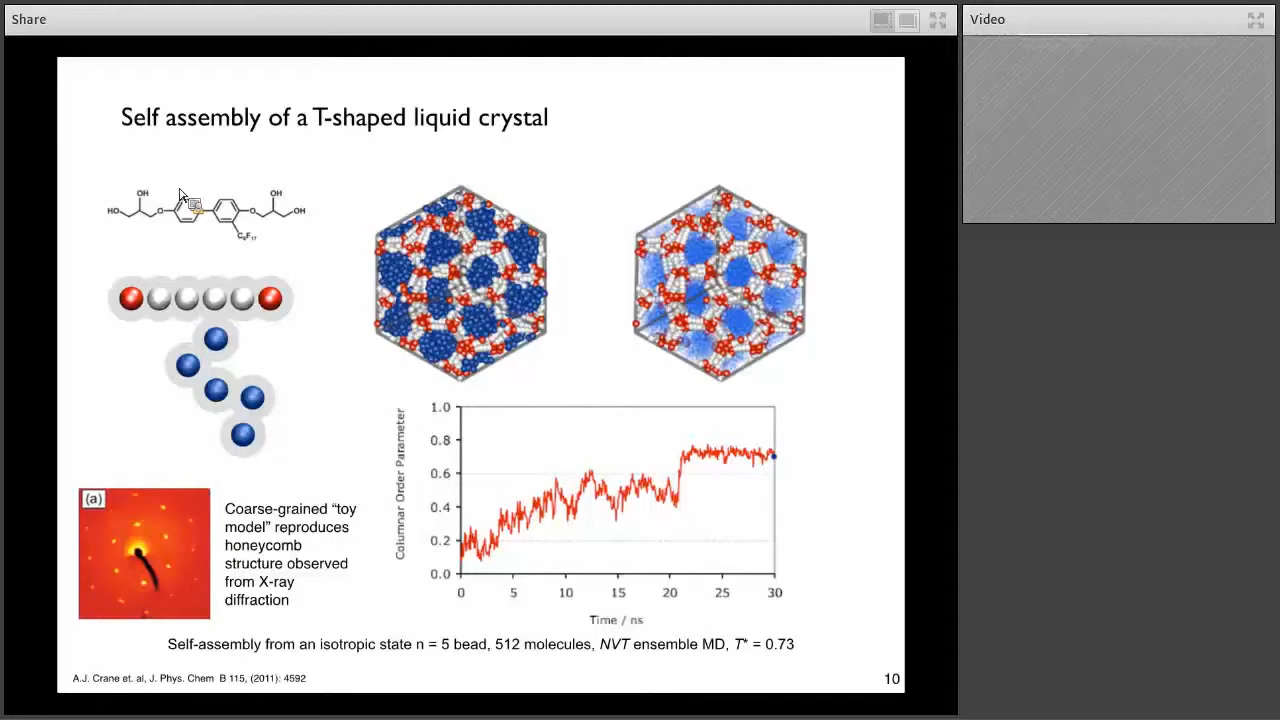 Share
Video
Self assembly of a T-shaped liquid crystal
OH
OH
HO
O
O
OH
C₈F₁₇
(a)
Coarse-grained “toy
model” reproduces
honeycomb
structure observed
from X-ray
diffraction
Columnar Order Parameter
1.0
0.8
0.6
0.4
0.2
0.0
0 5 10 15 20 25 30
Time / ns
Self-assembly from an isotropic state n = 5 bead, 512 molecules, NVT ensemble MD, T* = 0.73
A.J. Crane et. al, J. Phys. Chem B 115, (2011): 4592
10